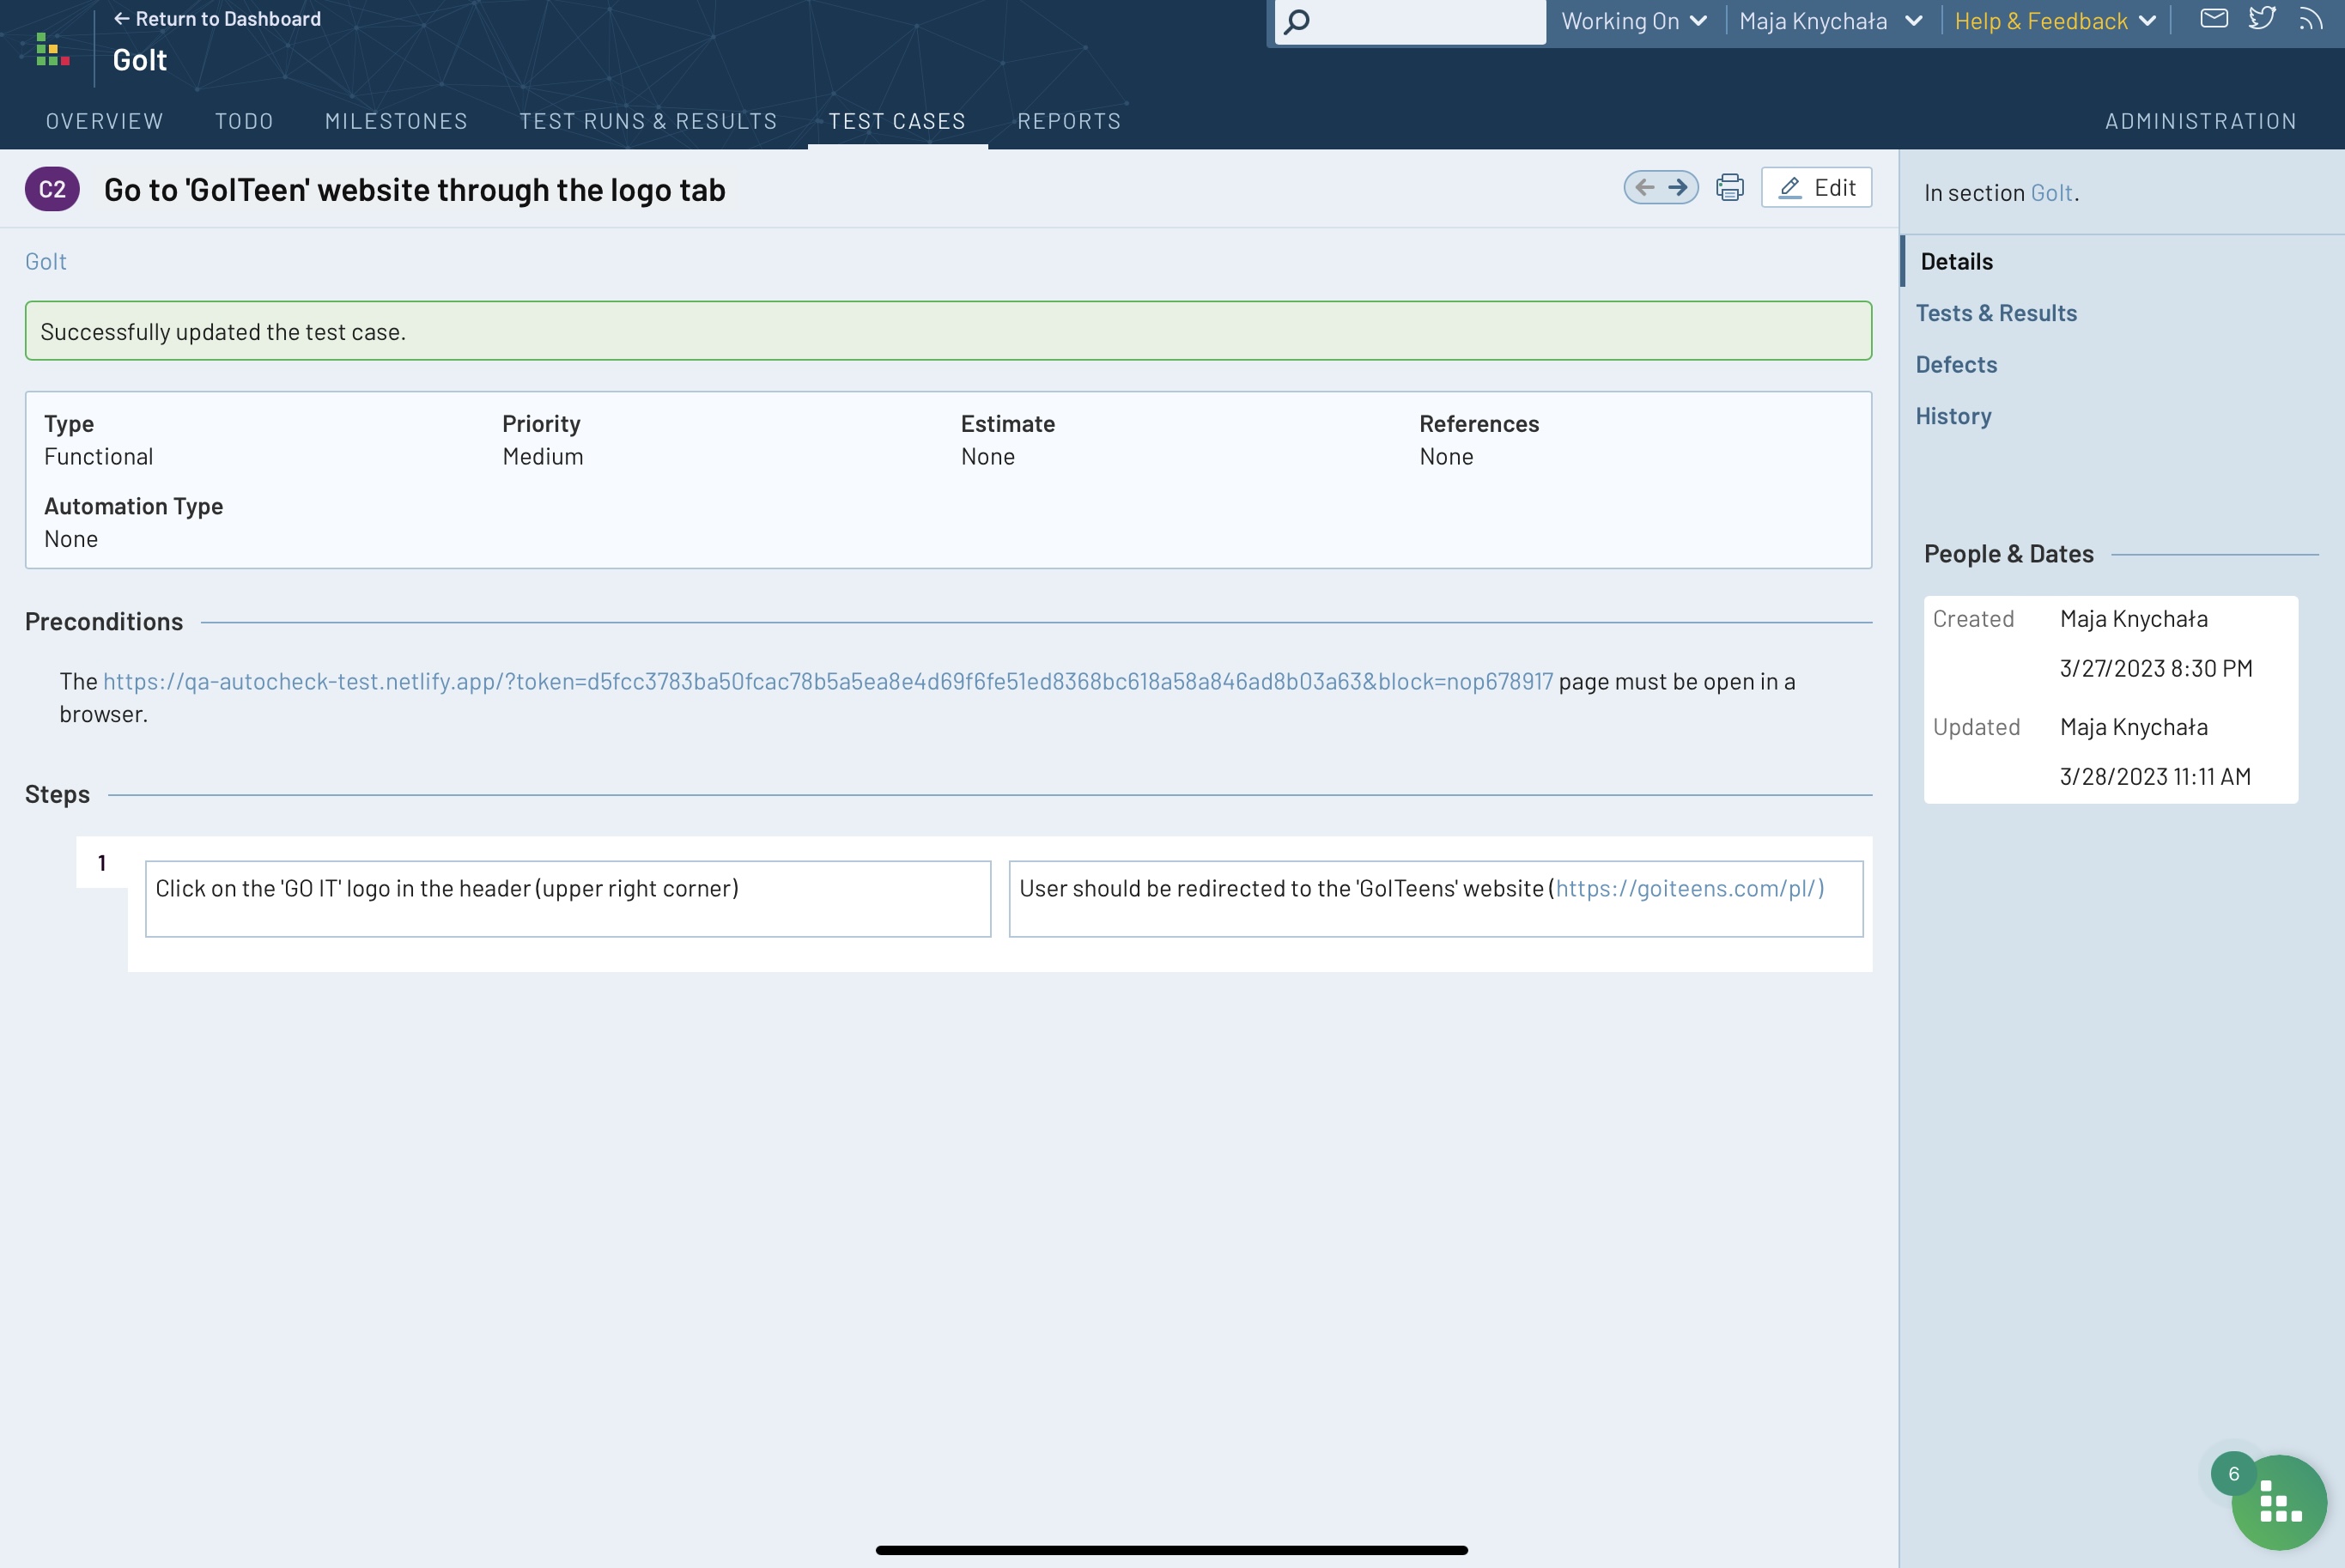 ← Return to Dashboard
GoIt
Working On
Maja Knychała
Help & Feedback
OVERVIEW TODO MILESTONES TEST RUNS & RESULTS TEST CASES REPORTS ADMINISTRATION
C2 Go to 'GoITeen' website through the logo tab
Edit
GoIt
Successfully updated the test case.
Type Priority Estimate References
Functional Medium None None
Automation Type
None
Preconditions
The https://qa-autocheck-test.netlify.app/?token=d5fcc3783ba50fcac78b5a5ea8e4d69f6fe51ed8368bc618a58a846ad8b03a63&block=nop678917 page must be open in a
browser.
Steps
1
Click on the 'GO IT' logo in the header (upper right corner)
User should be redirected to the 'GoITeens' website (https://goiteens.com/pl/)
In section GoIt.
Details
Tests & Results
Defects
History
People & Dates
Created Maja Knychała
3/27/2023 8:30 PM
Updated Maja Knychała
3/28/2023 11:11 AM
6